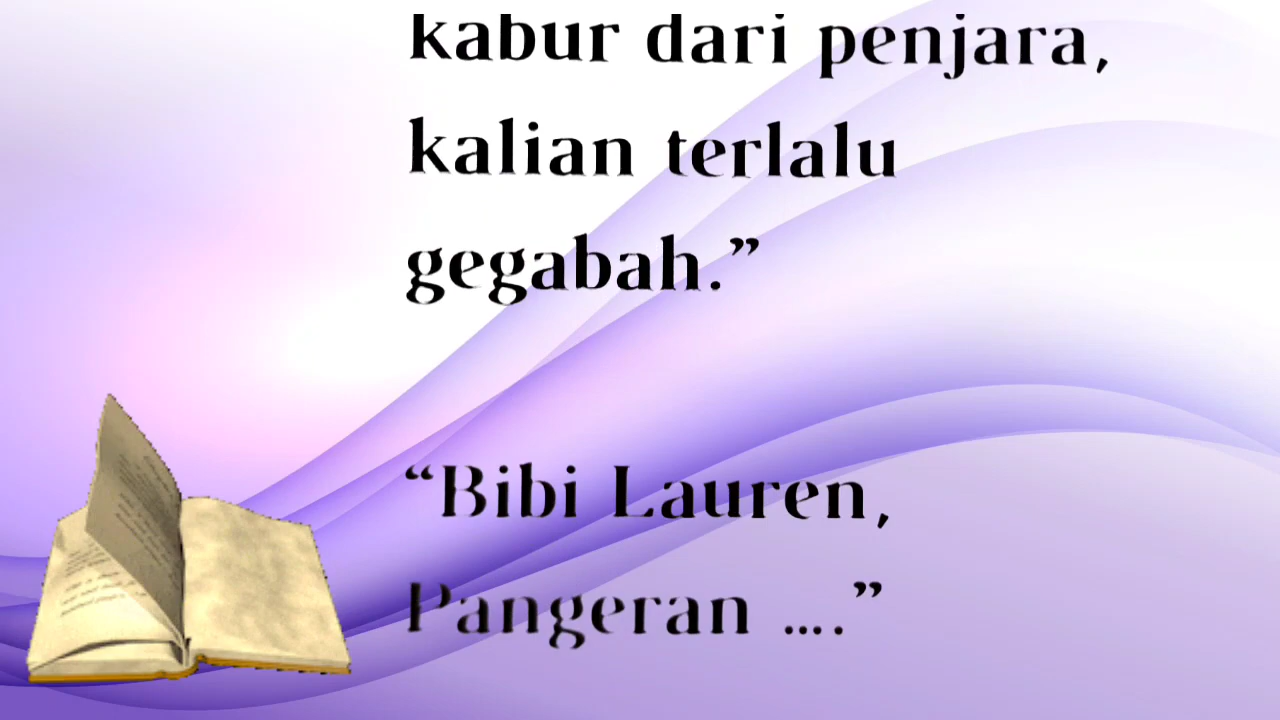 kabur dari penjara,
kalian terlalu
gegabah.”
“Bibi Lauren,
Pangeran ….”